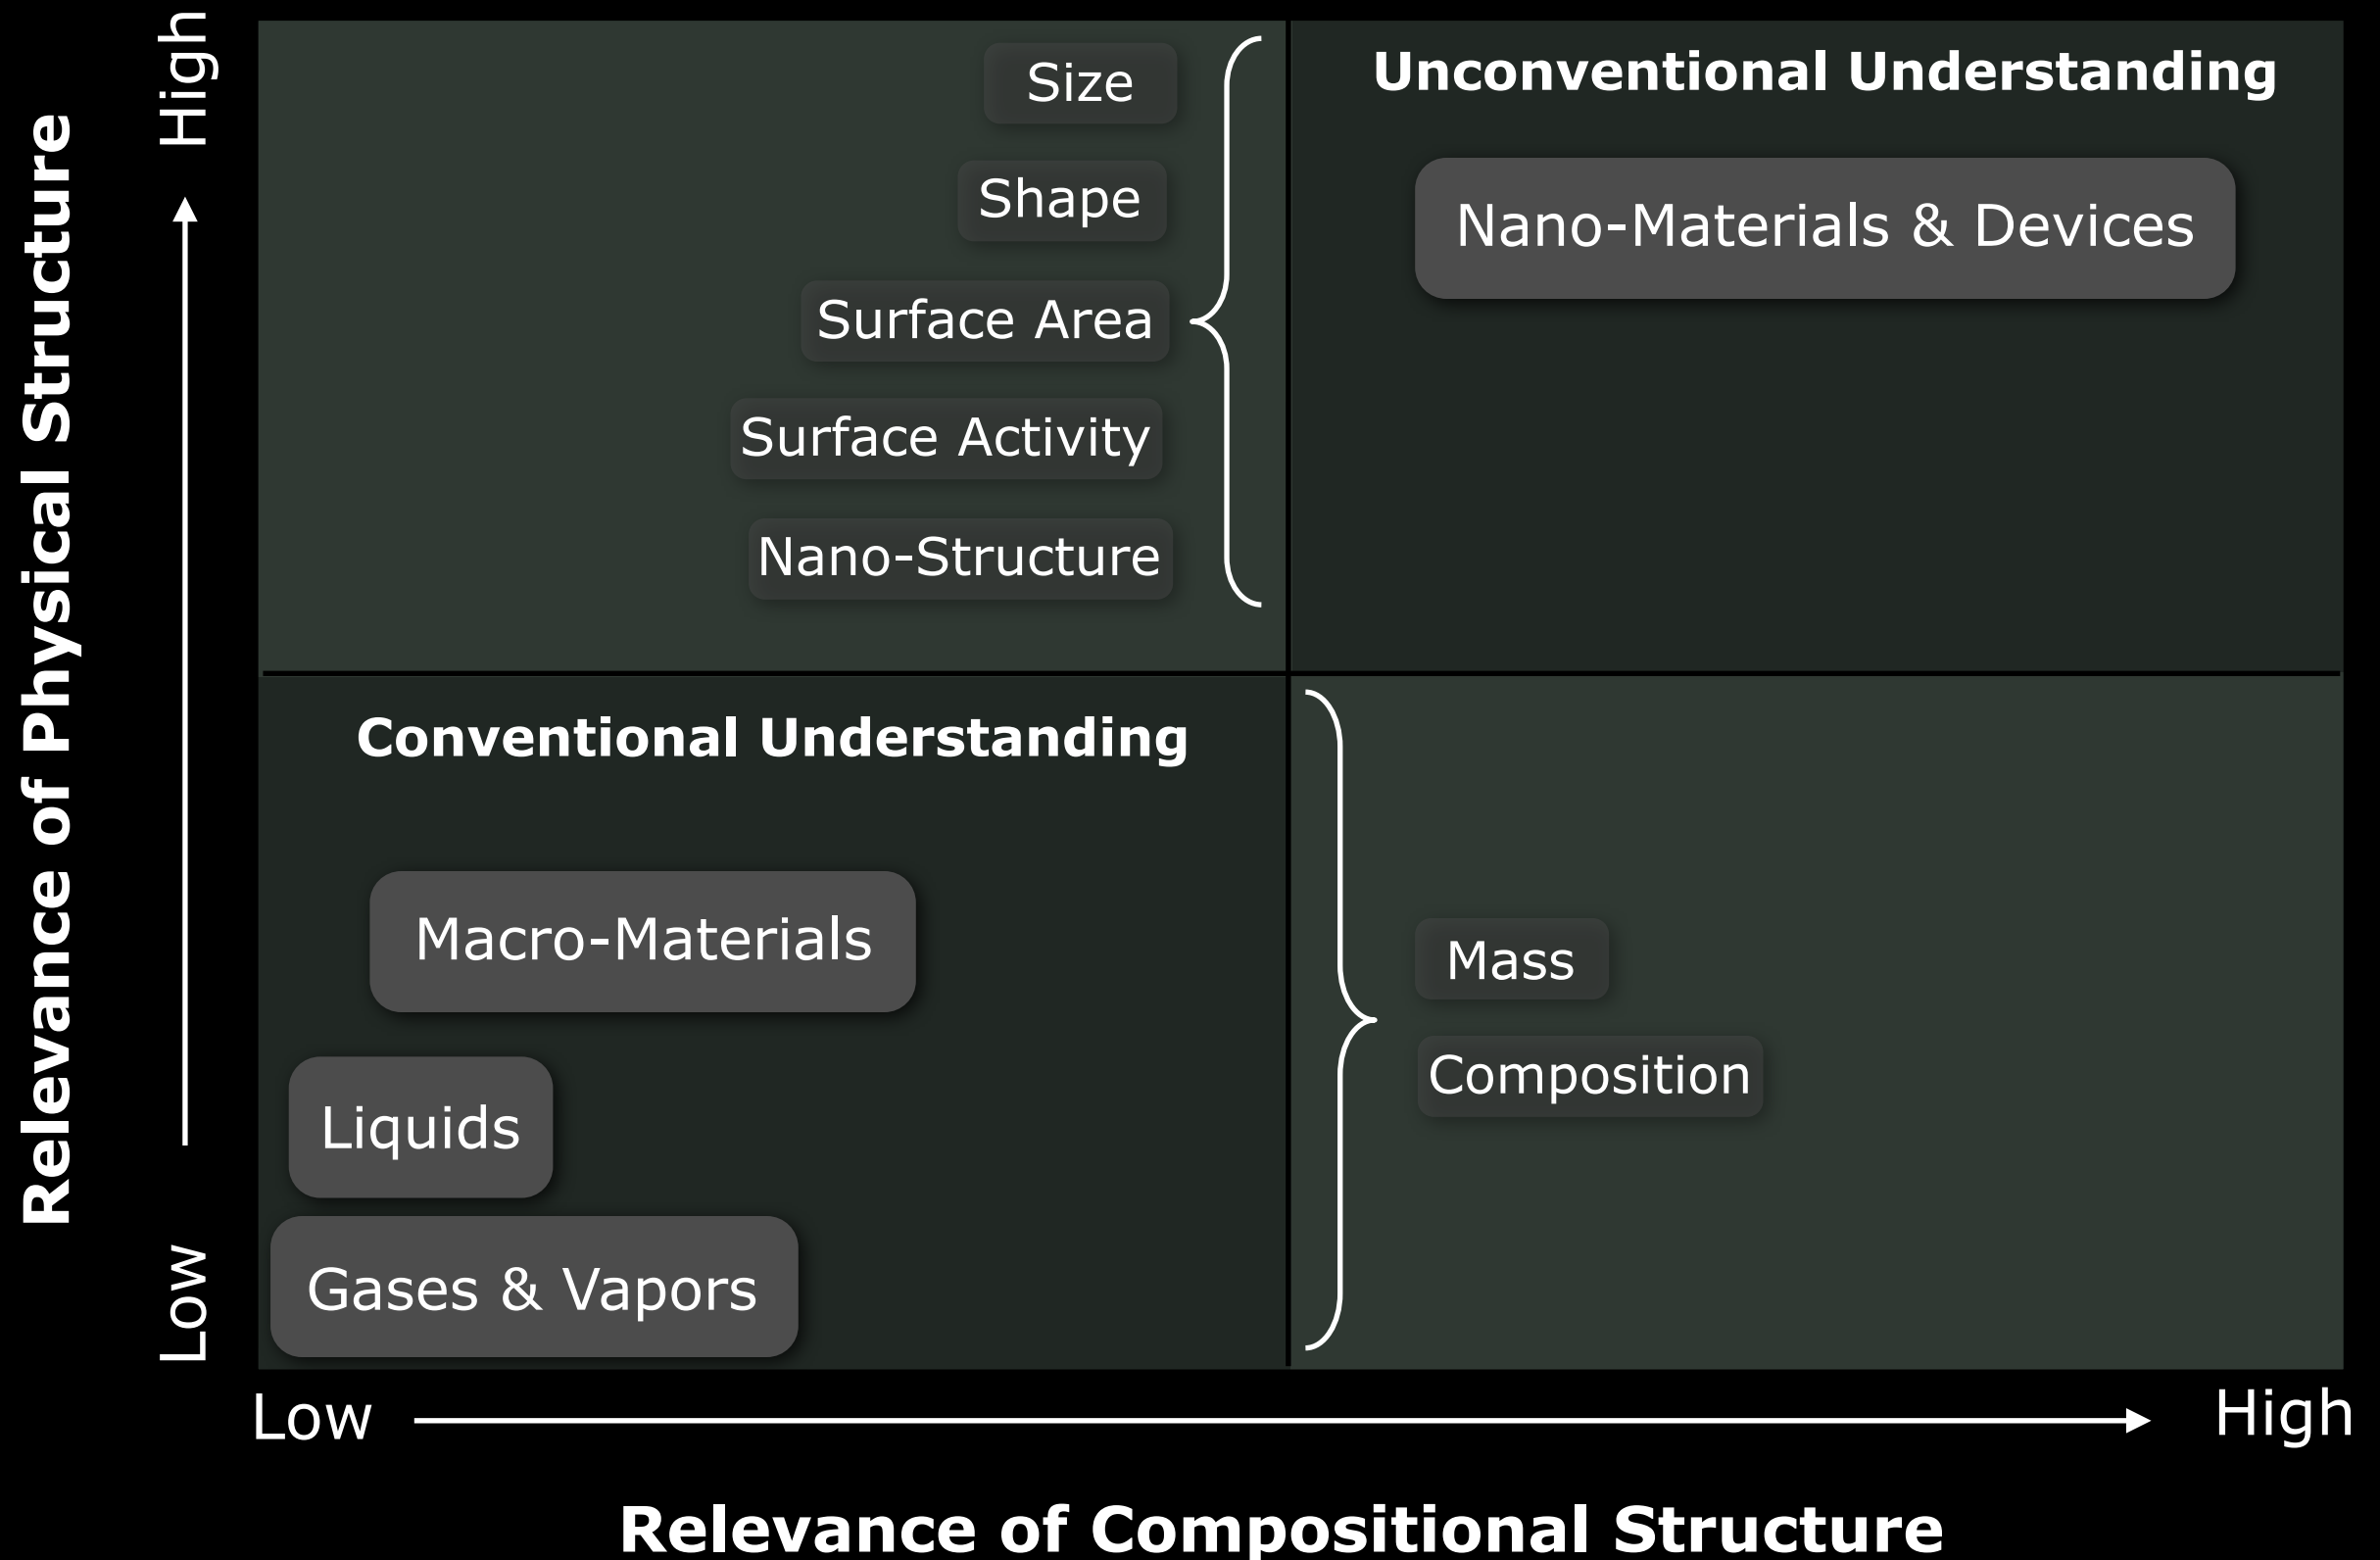 Relevance of Physical Structure
High
Low
Size
Shape
Surface Area
Surface Activity
Nano-Structure
Unconventional Understanding
Nano-Materials & Devices
Conventional Understanding
Macro-Materials
Liquids
Gases & Vapors
Mass
Composition
Low
High
Relevance of Compositional Structure